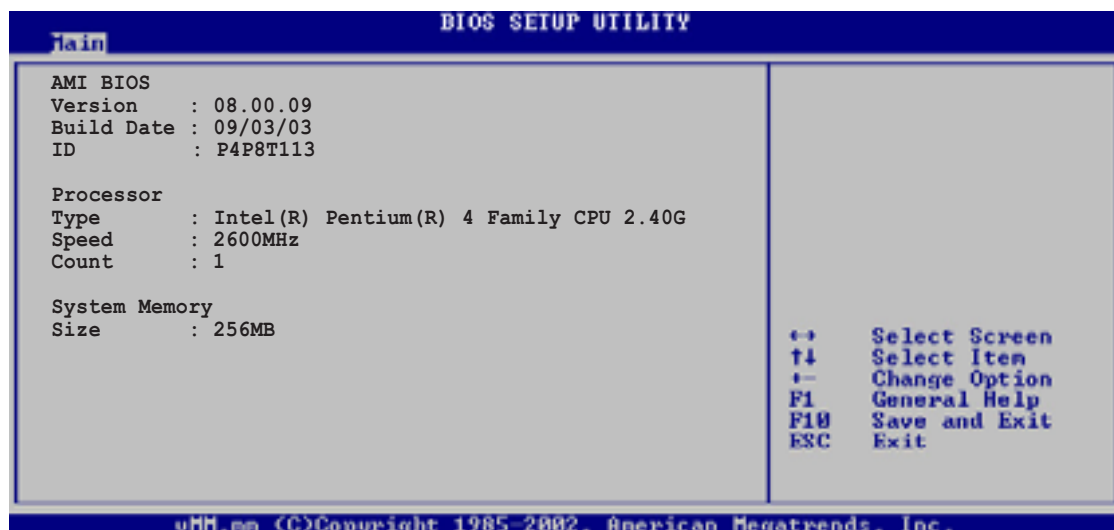 BIOS SETUP UTILITY
Main
AMI BIOS
Version : 08.00.09
Build Date : 09/03/03
ID : P4P8T113
Processor
Type : Intel(R) Pentium(R) 4 Family CPU 2.40G
Speed : 2600MHz
Count : 1
System Memory
Size : 256MB
←→ Select Screen
↑↓ Select Item
+- Change Option
F1 General Help
F10 Save and Exit
ESC Exit
vMM.mm (C)Copyright 1985-2002, American Megatrends, Inc.